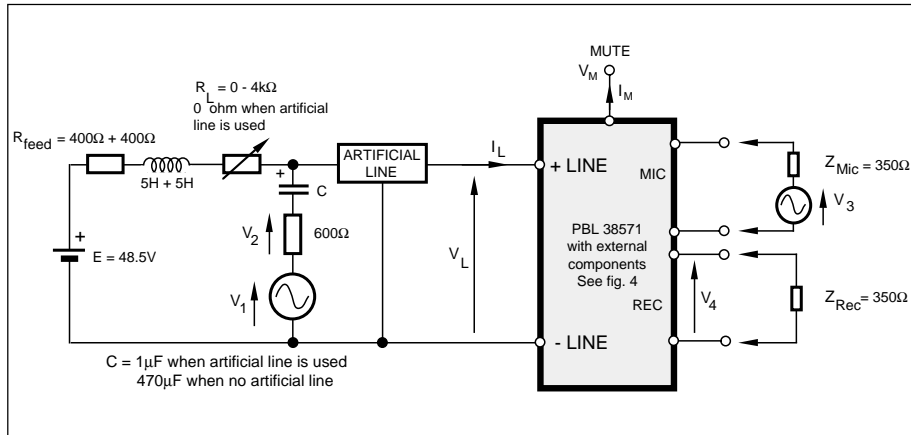 MUTE
V_M
I_M
R_L = 0 - 4kΩ
0 ohm when artificial
line is used
R_feed = 400Ω + 400Ω
5H + 5H
+
C
ARTIFICIAL
LINE
I_L
+ LINE
MIC
Z_Mic = 350Ω
V_3
V_2
600Ω
V_L
PBL 38571
with external
components
See fig. 4
+
E = 48.5V
V_1
REC
V_4
Z_Rec = 350Ω
- LINE
C = 1µF when artificial line is used
470µF when no artificial line